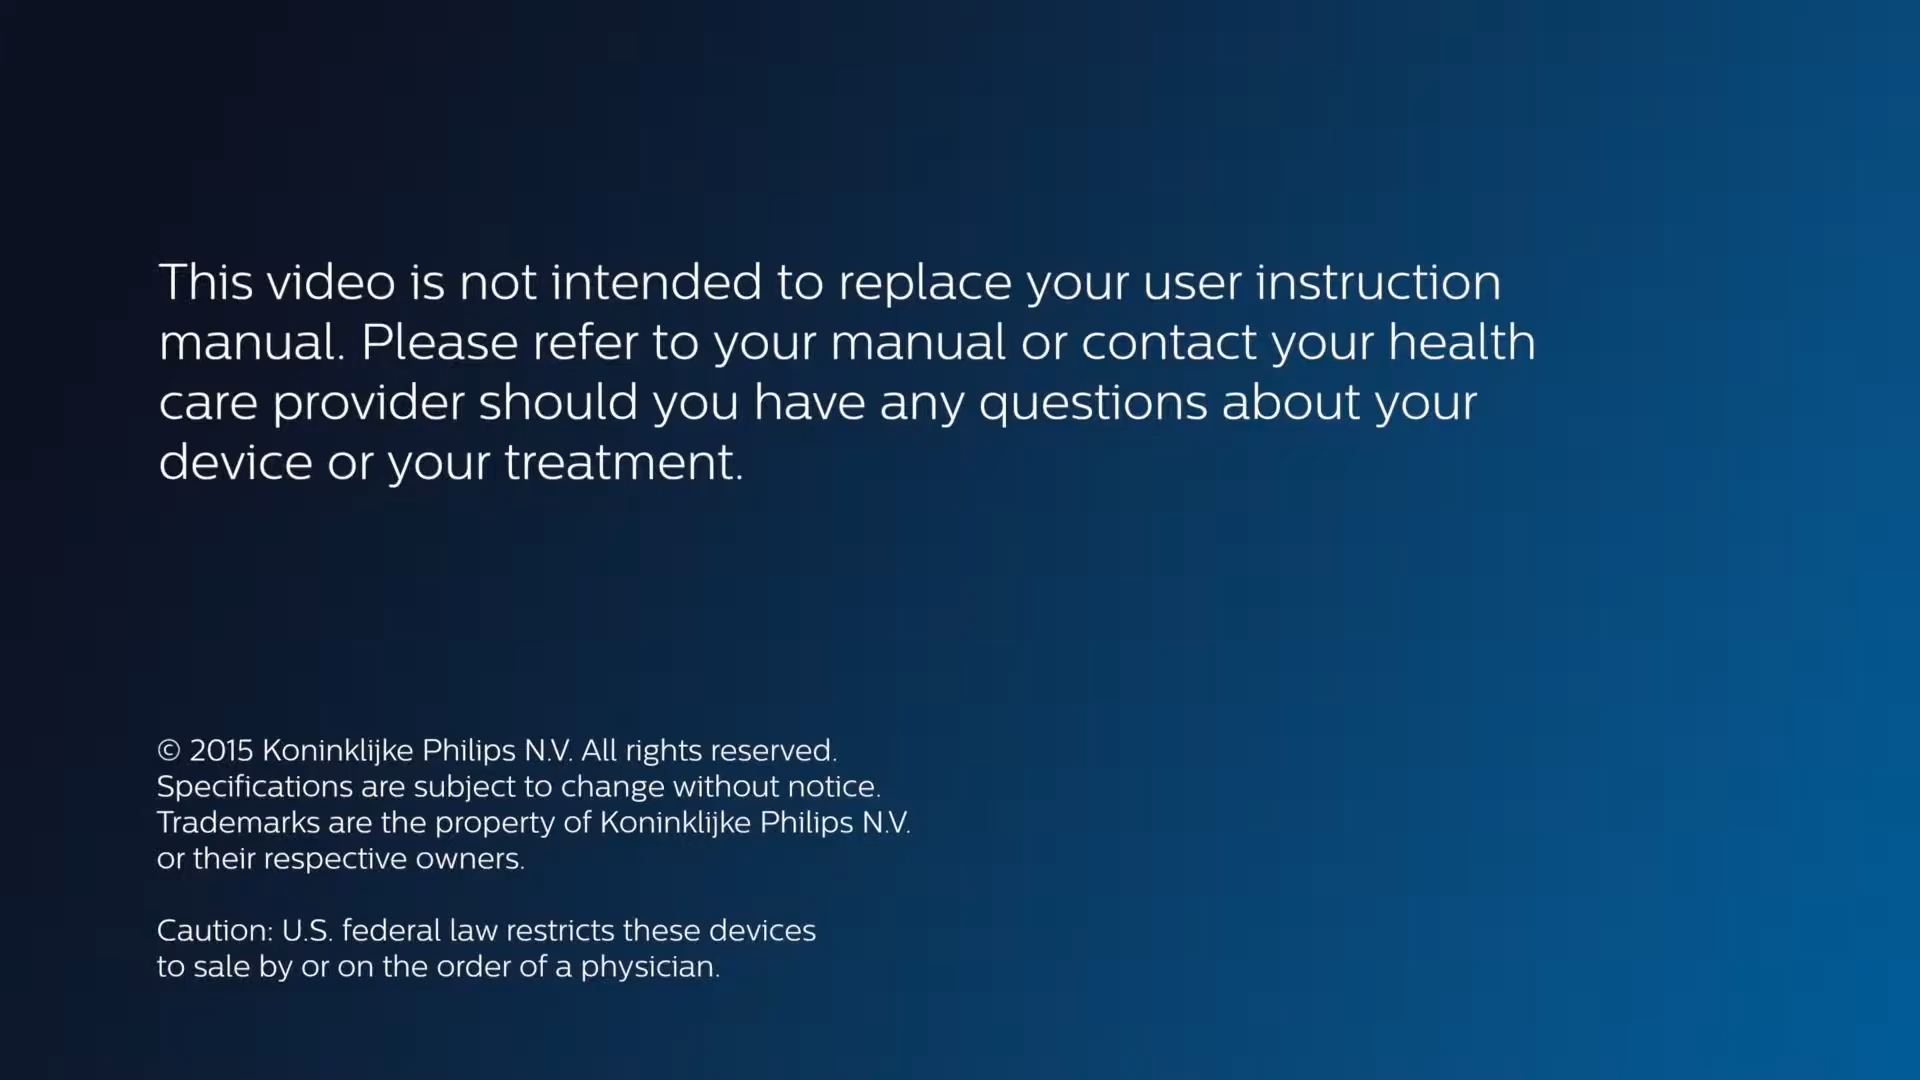 This video is not intended to replace your user instruction
manual. Please refer to your manual or contact your health
care provider should you have any questions about your
device or your treatment.
© 2015 Koninklijke Philips N.V. All rights reserved.
Specifications are subject to change without notice.
Trademarks are the property of Koninklijke Philips N.V.
or their respective owners.
Caution: U.S. federal law restricts these devices
to sale by or on the order of a physician.